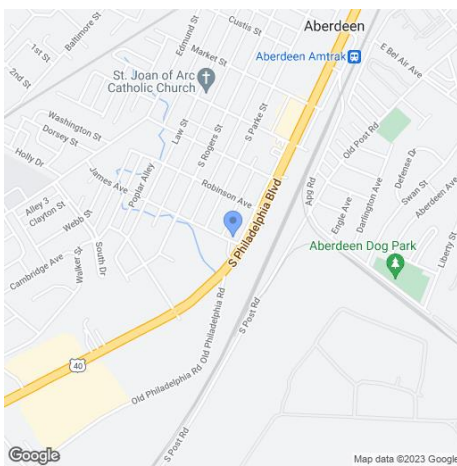 Aberdeen
Custis St
Baltimore St
Edmund St
1st St
2nd St
Market St
Aberdeen Amtrak
E Bel Air Ave
St. Joan of Arc
Catholic Church
S Parke St
Old Post Rd
Washington St
Dorsey St
Law St
S Rogers St
Holly Dr
James Ave
Poplar Alley
Robinson Ave
S Philadelphia Blvd
Apg Rd
Engle Ave
Darlington Ave
Defense Dr
Swan St
Aberdeen Ave
Liberty St
Alley 3
Clayton St
Webb St
South Dr
Cambridge Ave
Aberdeen Dog Park
40
Old Philadelphia Rd
Old Philadelphia Rd
S Post Rd
S Post Rd
Google
Map data ©2023 Google